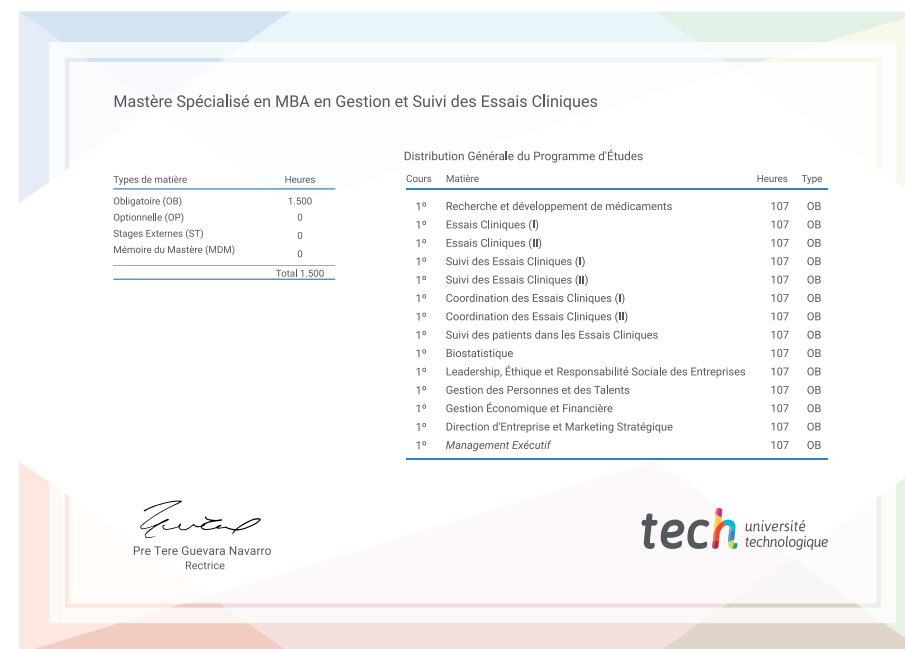 Mastère Spécialisé en MBA en Gestion et Suivi des Essais Cliniques
Types de matière Heures
Obligatoire (OB) 1.500
Optionnelle (OP) 0
Stages Externes (ST) 0
Mémoire du Mastère (MDM) 0
Total 1.500
Distribution Générale du Programme d'Études
Cours Matière Heures Type
1º Recherche et développement de médicaments 107 OB
1º Essais Cliniques (I) 107 OB
1º Essais Cliniques (II) 107 OB
1º Suivi des Essais Cliniques (I) 107 OB
1º Suivi des Essais Cliniques (II) 107 OB
1º Coordination des Essais Cliniques (I) 107 OB
1º Coordination des Essais Cliniques (II) 107 OB
1º Suivi des patients dans les Essais Cliniques 107 OB
1º Biostatistique 107 OB
1º Leadership, Éthique et Responsabilité Sociale des Entreprises 107 OB
1º Gestion des Personnes et des Talents 107 OB
1º Gestion Économique et Financière 107 OB
1º Direction d'Entreprise et Marketing Stratégique 107 OB
1º Management Exécutif 107 OB
Pre Tere Guevara Navarro
Rectrice
tech université
technologique